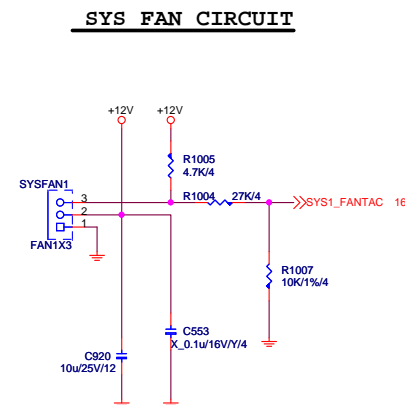 SYS FAN CIRCUIT
+12V
+12V
R1005
4.7K/4
SYSFAN1
3
R1004
27K/4
SYS1_FANTAC
16
2
1
FAN1X3
R1007
10K/1%/4
C553
X_0.1u/16V/Y/4
C920
10u/25V/12